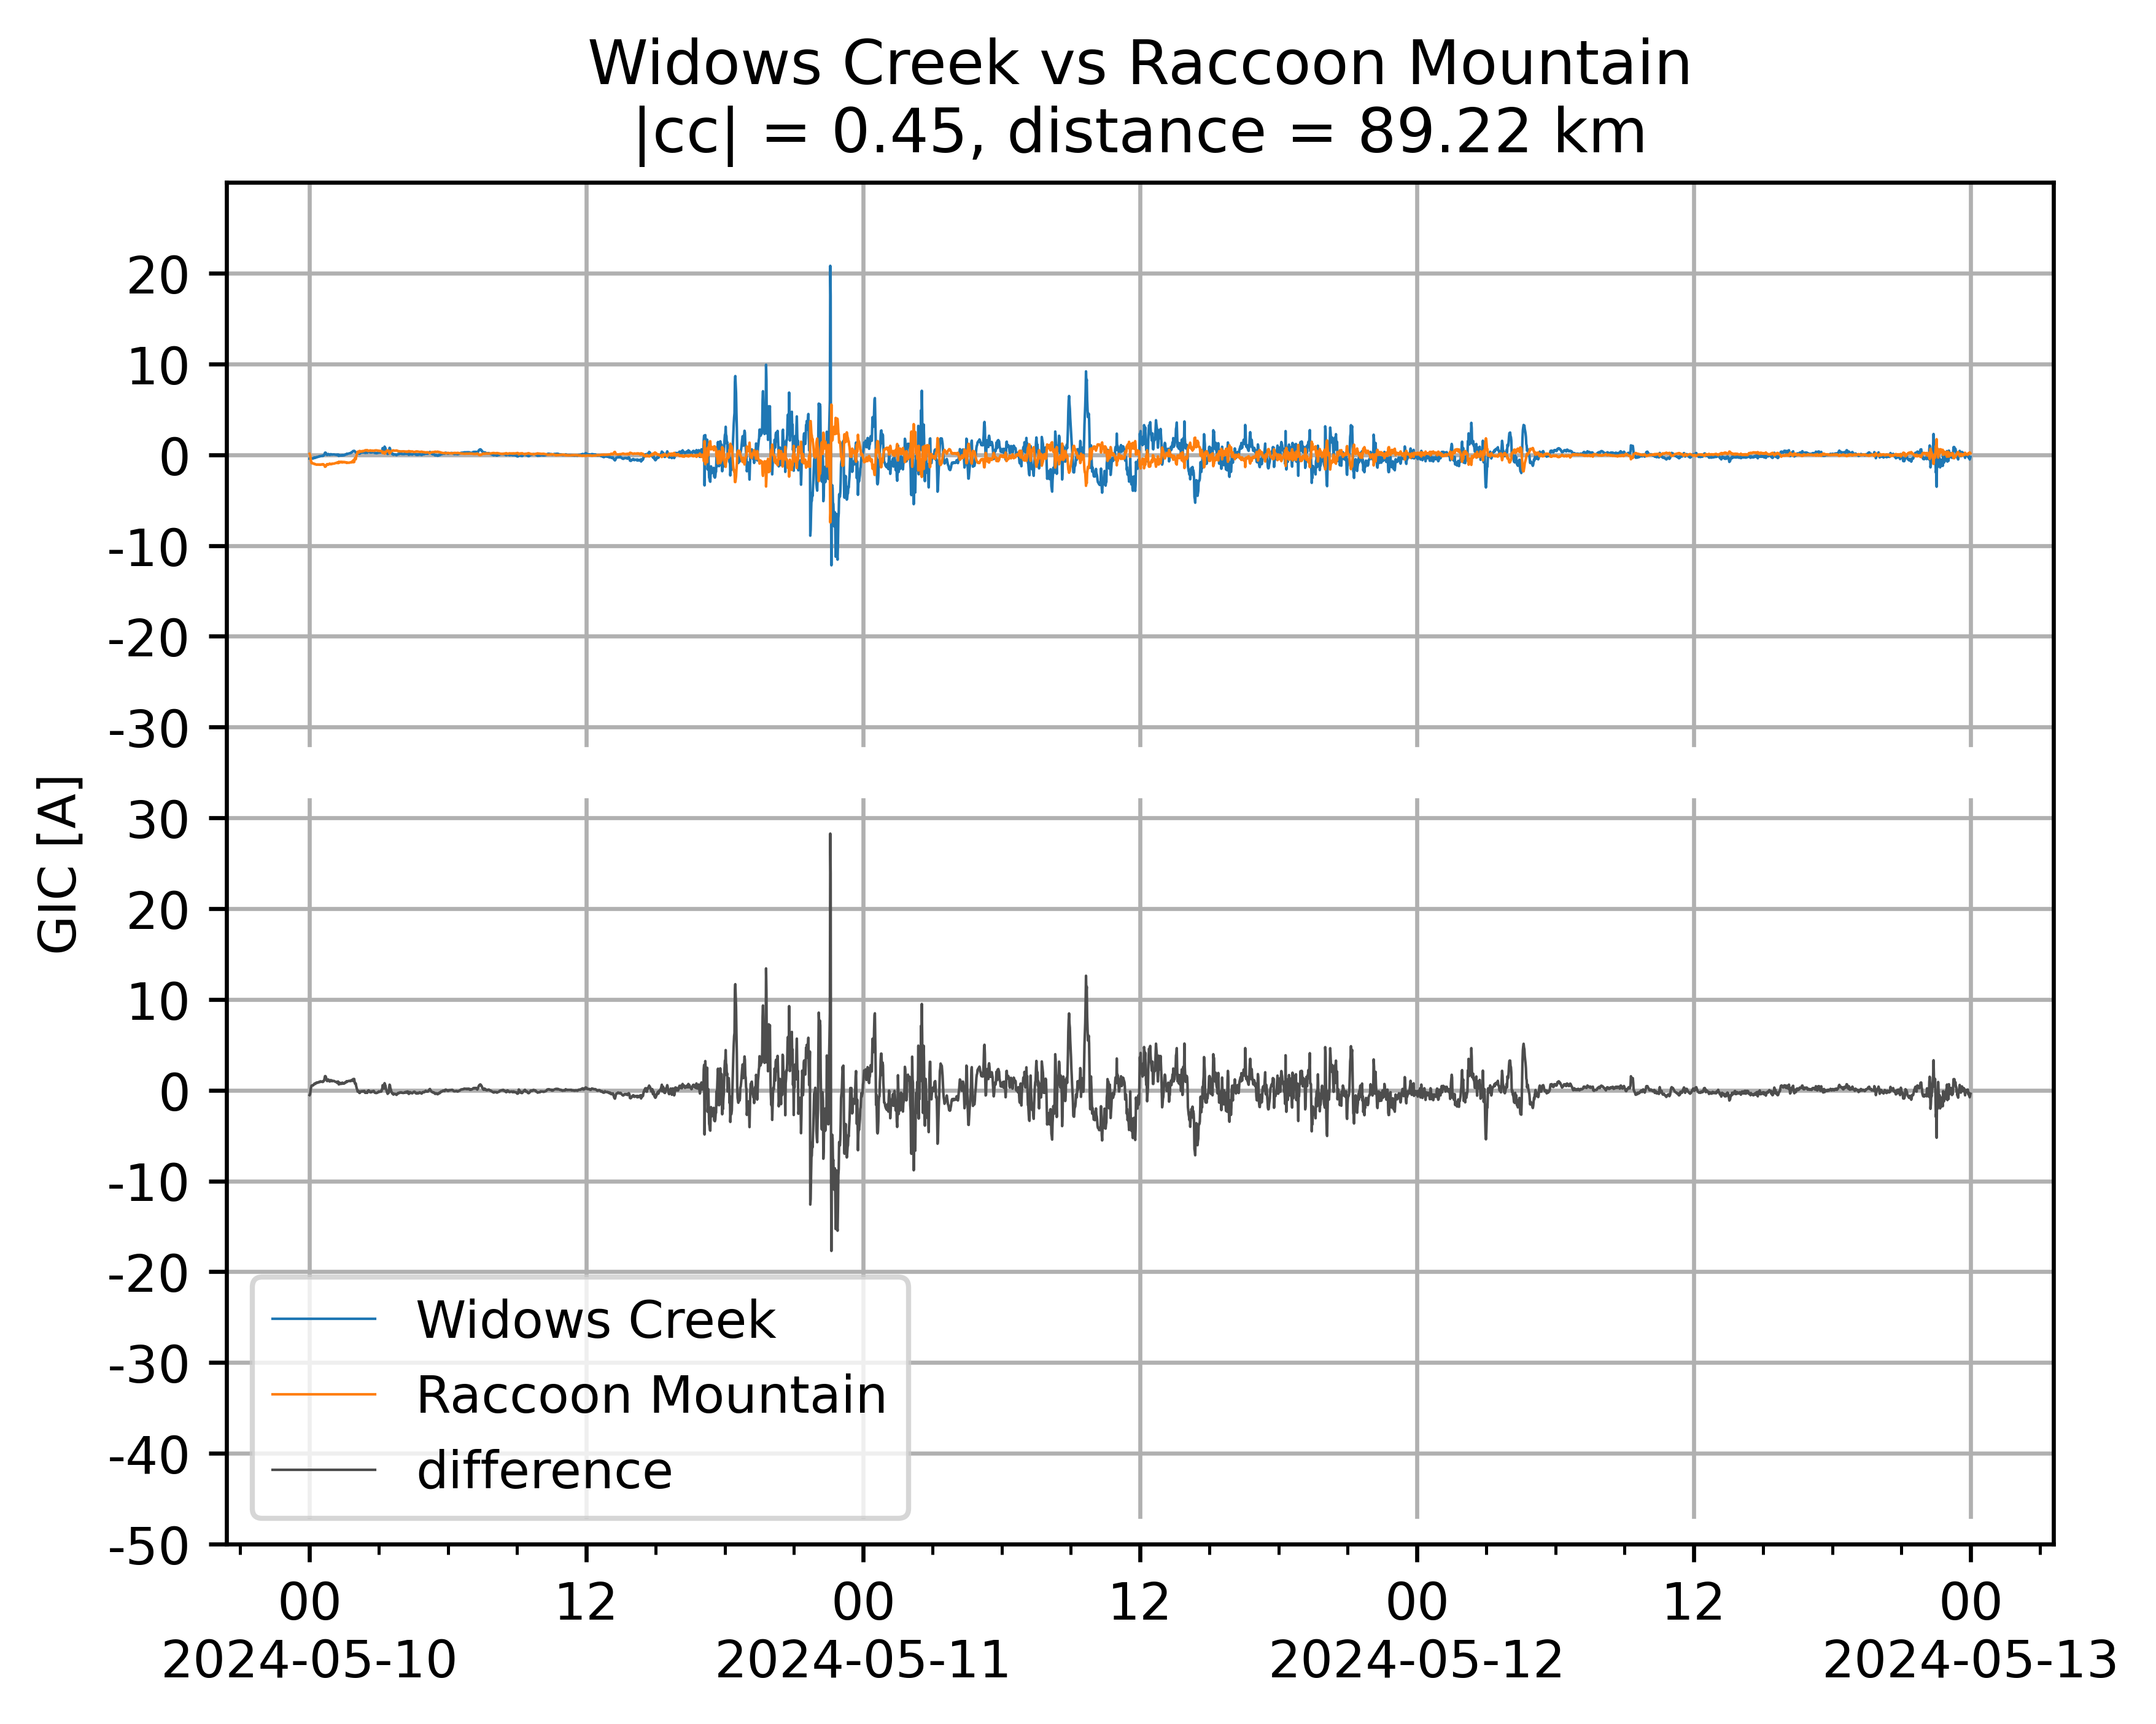 Widows Creek vs Raccoon Mountain
|cc| = 0.45, distance = 89.22 km
GIC [A]
20
10
0
-10
-20
-30
30
20
10
0
-10
-20
-30
-40
-50
Widows Creek
Raccoon Mountain
difference
00 12 00 12 00 12 00
2024-05-10 2024-05-11 2024-05-12 2024-05-13